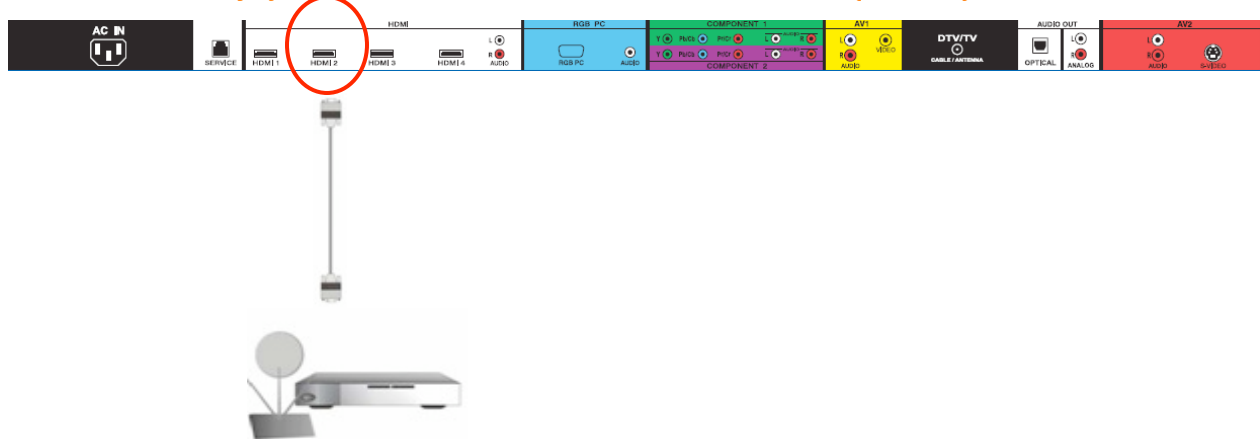 AC IN
SERVICE
HDMI
HDMI 1
HDMI 2
HDMI 3
HDMI 4
L
R
AUDIO
RGB PC
RGB PC
AUDIO
COMPONENT 1
Y Pb/Cb Pr/Cr L R
Y Pb/Cb Pr/Cr L R
COMPONENT 2
AV1
L
R
VIDEO
AUDIO
DTV/TV
CABLE / ANTENNA
AUDIO OUT
OPTICAL
L
R
ANALOG
AV2
L
R
AUDIO
S-VIDEO